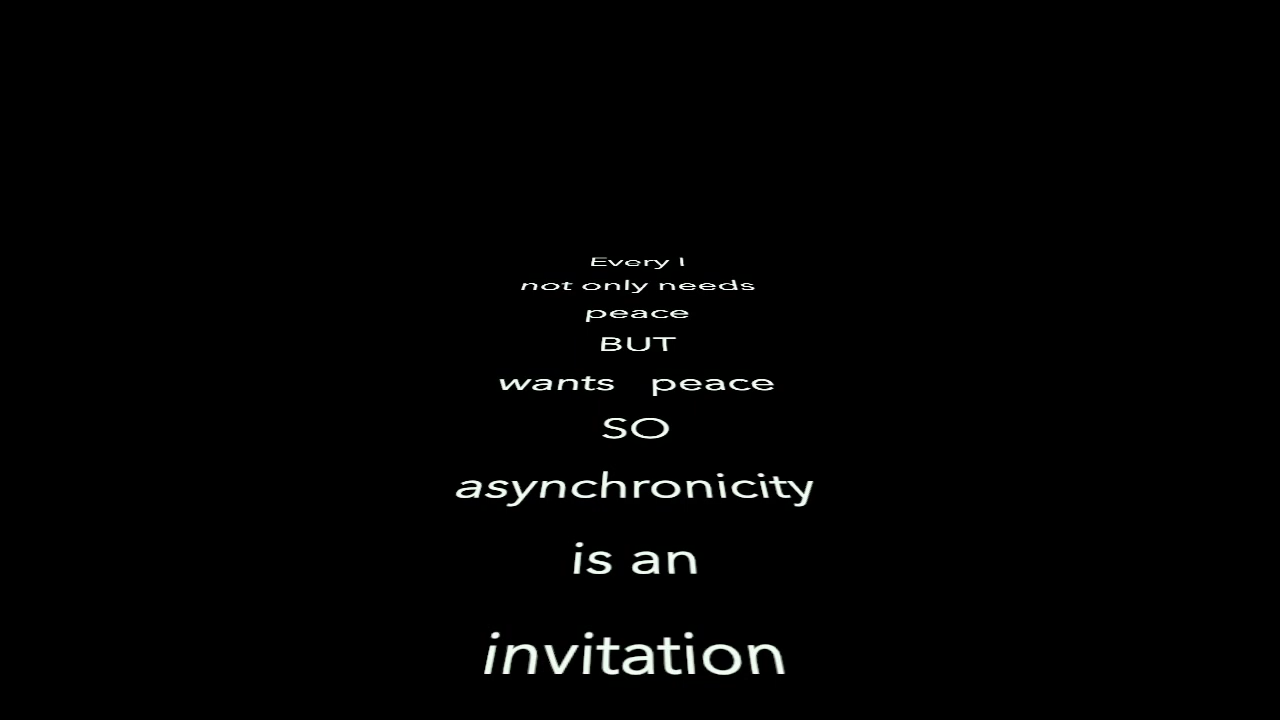 Every I
not only needs
peace
BUT
wants peace
SO
asynchronicity
is an
invitation